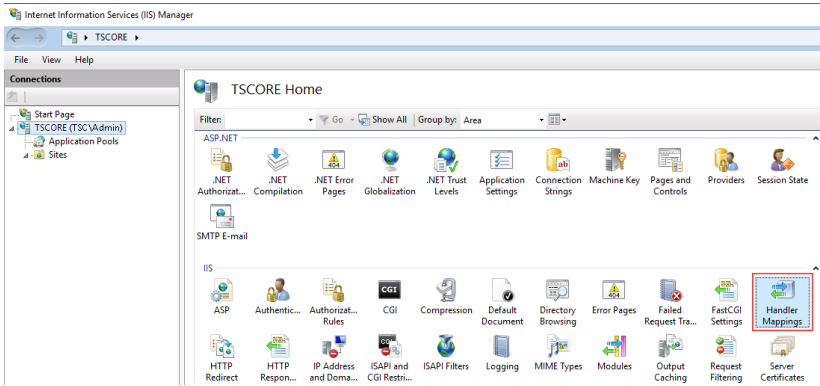 Internet Information Services (IIS) Manager
TSCORE
File View Help
Connections
TSCORE Home
Filter: Go Show All Group by: Area
Start Page
TSCORE (TSC\Admin)
Application Pools
Sites
ASP.NET
.NET Authorizat...
.NET Compilation
404
.NET Error Pages
.NET Globalization
.NET Trust Levels
Application Settings
ab
Connection Strings
Machine Key
Pages and Controls
Providers
Session State
SMTP E-mail
IIS
ASP
Authentic...
Authorizat... Rules
CGI
CGI
Compression
Default Document
Directory Browsing
404
Error Pages
Failed Request Tra...
FastCGI Settings
Handler Mappings
HTTP Redirect
HTTP Respon...
IP Address and Doma...
CGI
ISAPI and CGI Restri...
ISAPI Filters
Logging
MIME Types
Modules
Output Caching
Request Filtering
Server Certificates